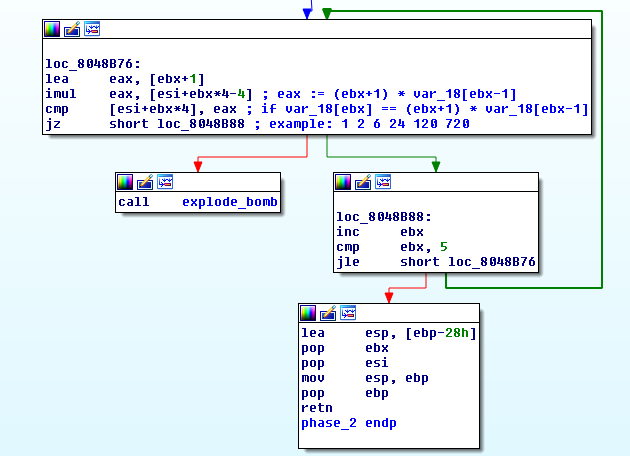 loc_8048B76:
lea eax, [ebx+1]
imul eax, [esi+ebx*4-4] ; eax := (ebx+1) * var_18[ebx-1]
cmp [esi+ebx*4], eax ; if var_18[ebx] == (ebx+1) * var_18[ebx-1]
jz short loc_8048B88 ; example: 1 2 6 24 120 720
call explode_bomb
loc_8048B88:
inc ebx
cmp ebx, 5
jle short loc_8048B76
lea esp, [ebp-28h]
pop ebx
pop esi
mov esp, ebp
pop ebp
retn
phase_2 endp